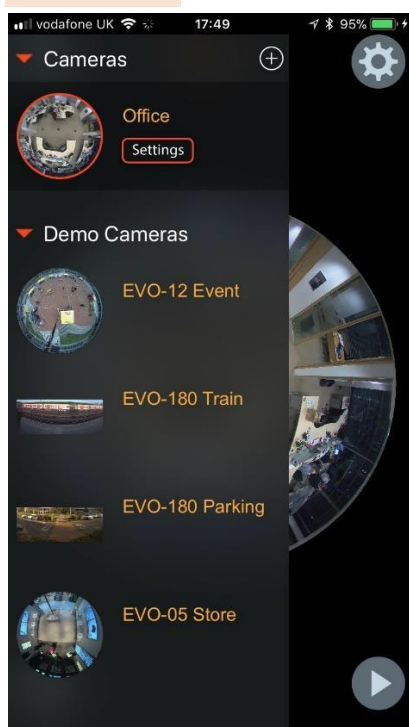 vodafone UK 17:49 95%
Cameras
Office
Settings
Demo Cameras
EVO-12 Event
EVO-180 Train
EVO-180 Parking
EVO-05 Store